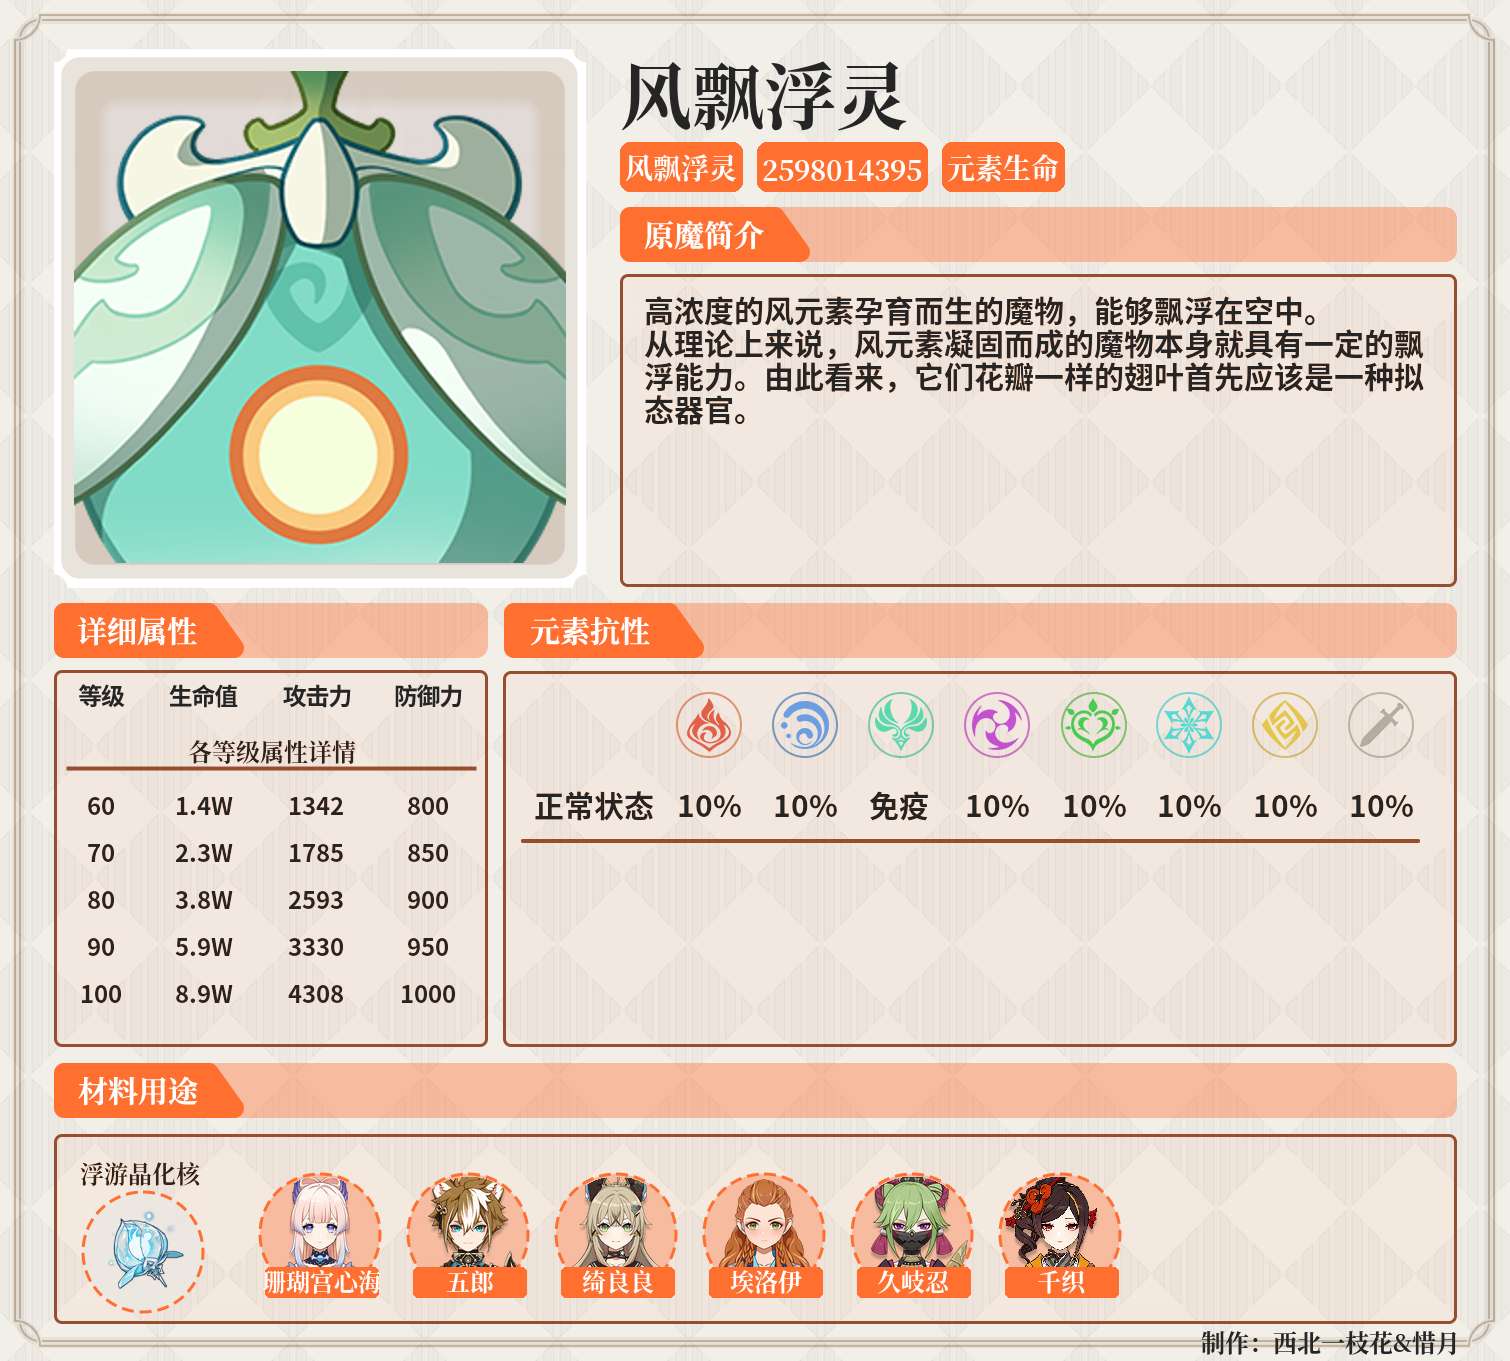 风飘浮灵
风飘浮灵 2598014395 元素生命
原魔简介
高浓度的风元素孕育而生的魔物，能够飘浮在空中。
从理论上来说，风元素凝固而成的魔物本身就具有一定的飘
浮能力。由此看来，它们花瓣一样的翅叶首先应该是一种拟
态器官。
详细属性
等级 生命值 攻击力 防御力
各等级属性详情
60 1.4W 1342 800
70 2.3W 1785 850
80 3.8W 2593 900
90 5.9W 3330 950
100 8.9W 4308 1000
元素抗性
正常状态 10% 10% 免疫 10% 10% 10% 10% 10%
材料用途
浮游晶化核
珊瑚宫心海 五郎 绮良良 埃洛伊 久岐忍 千织
制作：西北一枝花&惜月